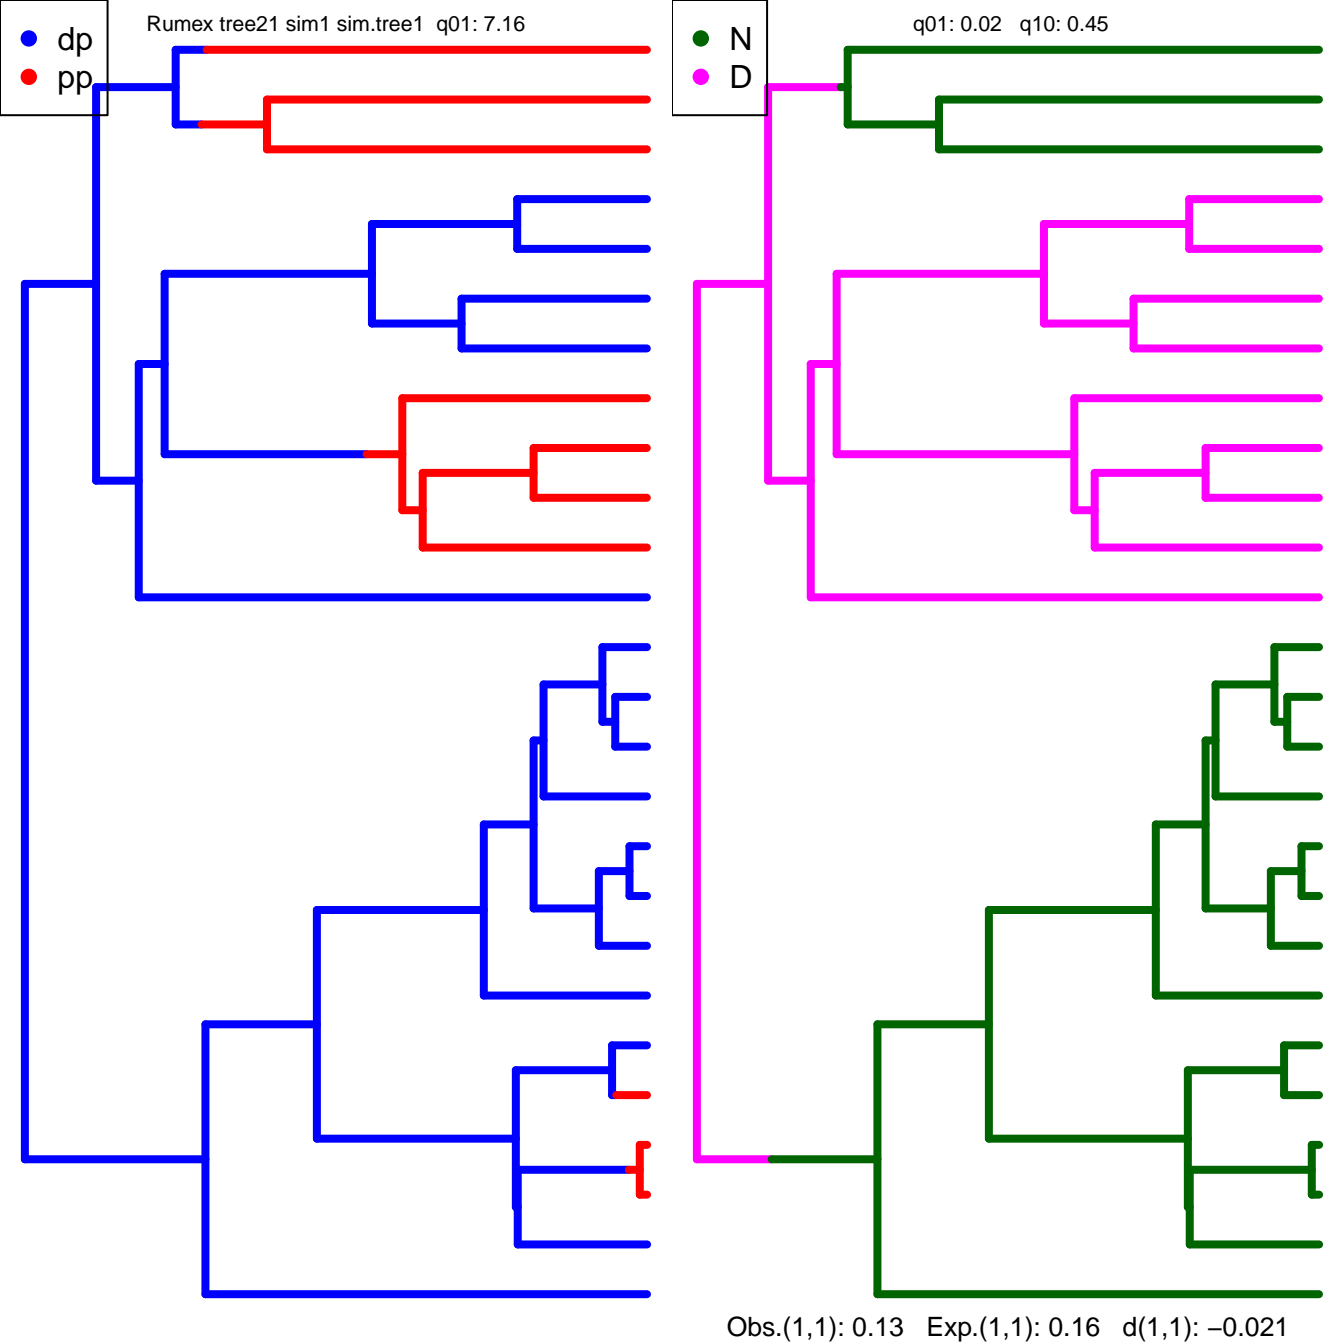 Rumex tree21 sim1 sim.tree1  q01: 7.16
dp
pp
q01: 0.02   q10: 0.45
N
D
Obs.(1,1): 0.13   Exp.(1,1): 0.16   d(1,1): −0.021